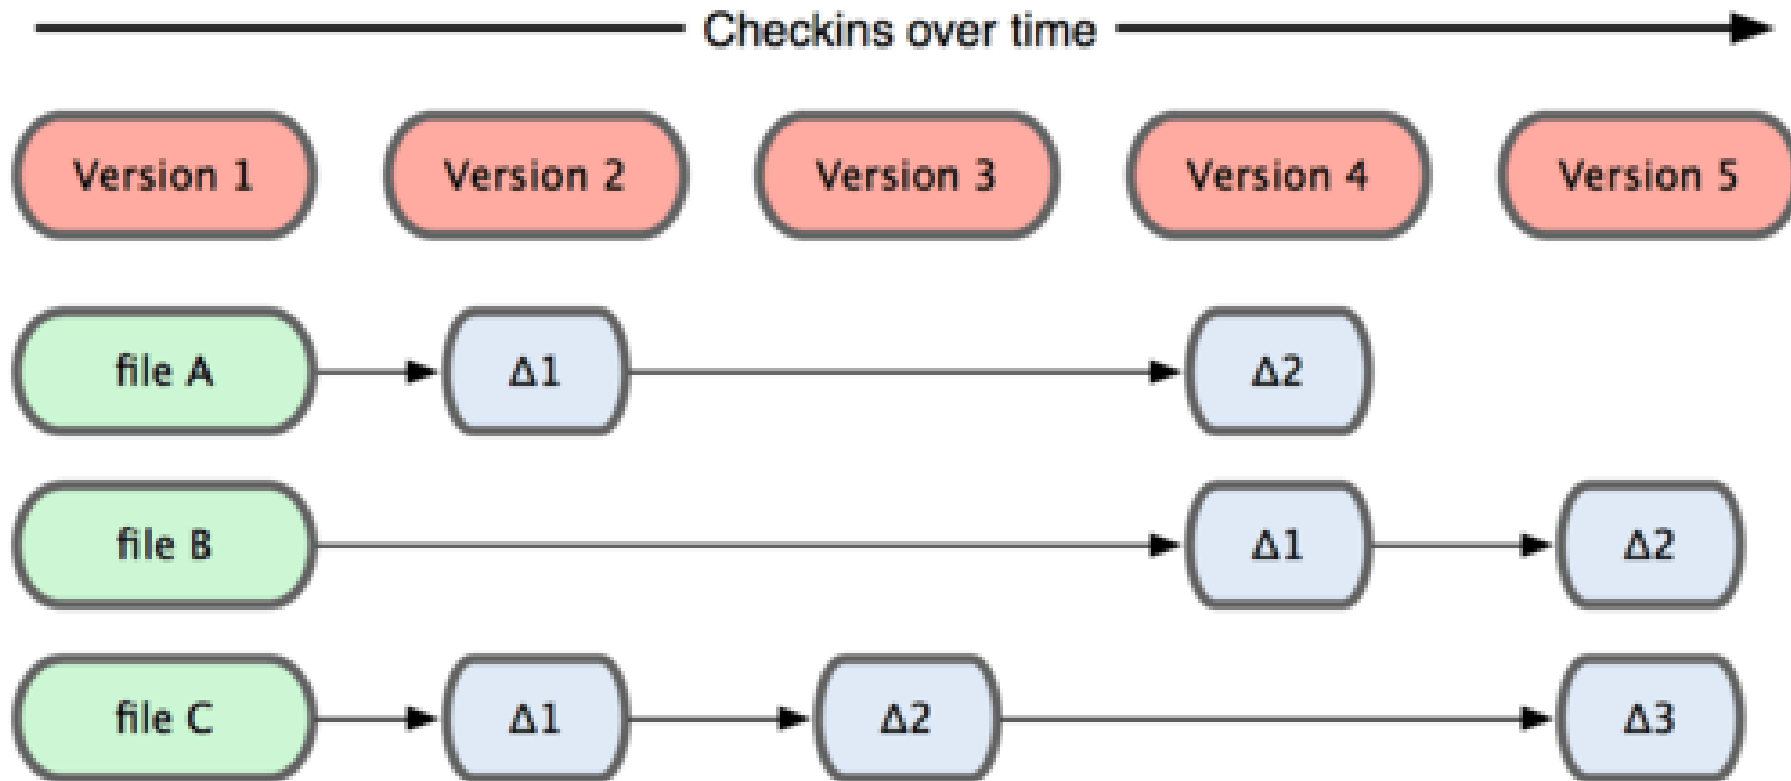 Checkins over time
Version 1 Version 2 Version 3 Version 4 Version 5
file A Δ1 Δ2
file B Δ1 Δ2
file C Δ1 Δ2 Δ3